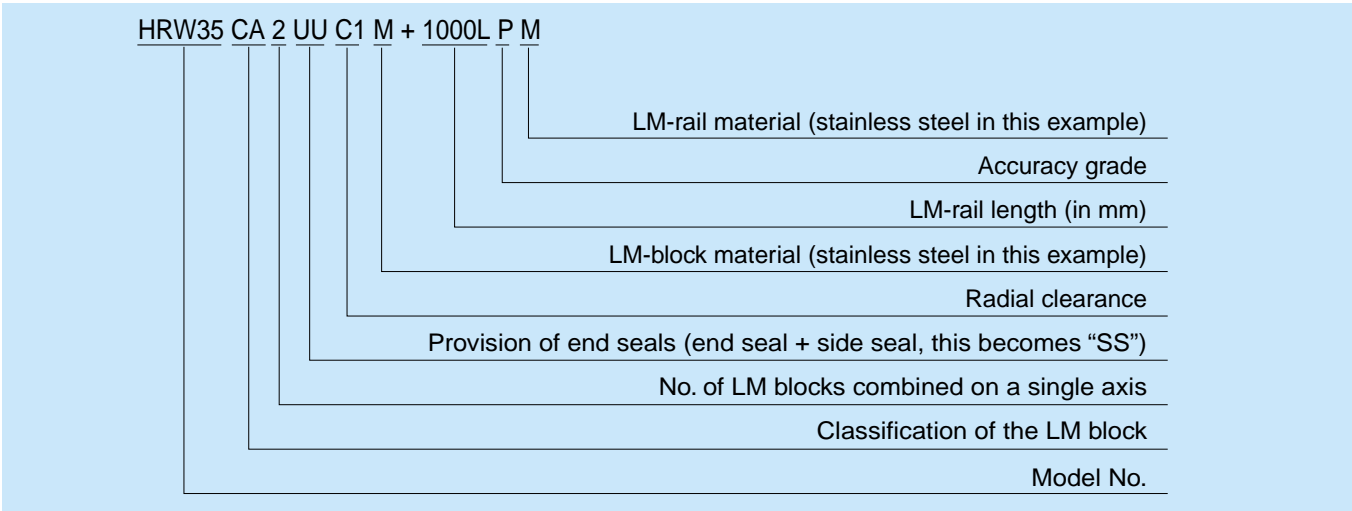 HRW35 CA 2 UU C1 M + 1000L P M
LM-rail material (stainless steel in this example)
Accuracy grade
LM-rail length (in mm)
LM-block material (stainless steel in this example)
Radial clearance
Provision of end seals (end seal + side seal, this becomes “SS”)
No. of LM blocks combined on a single axis
Classification of the LM block
Model No.